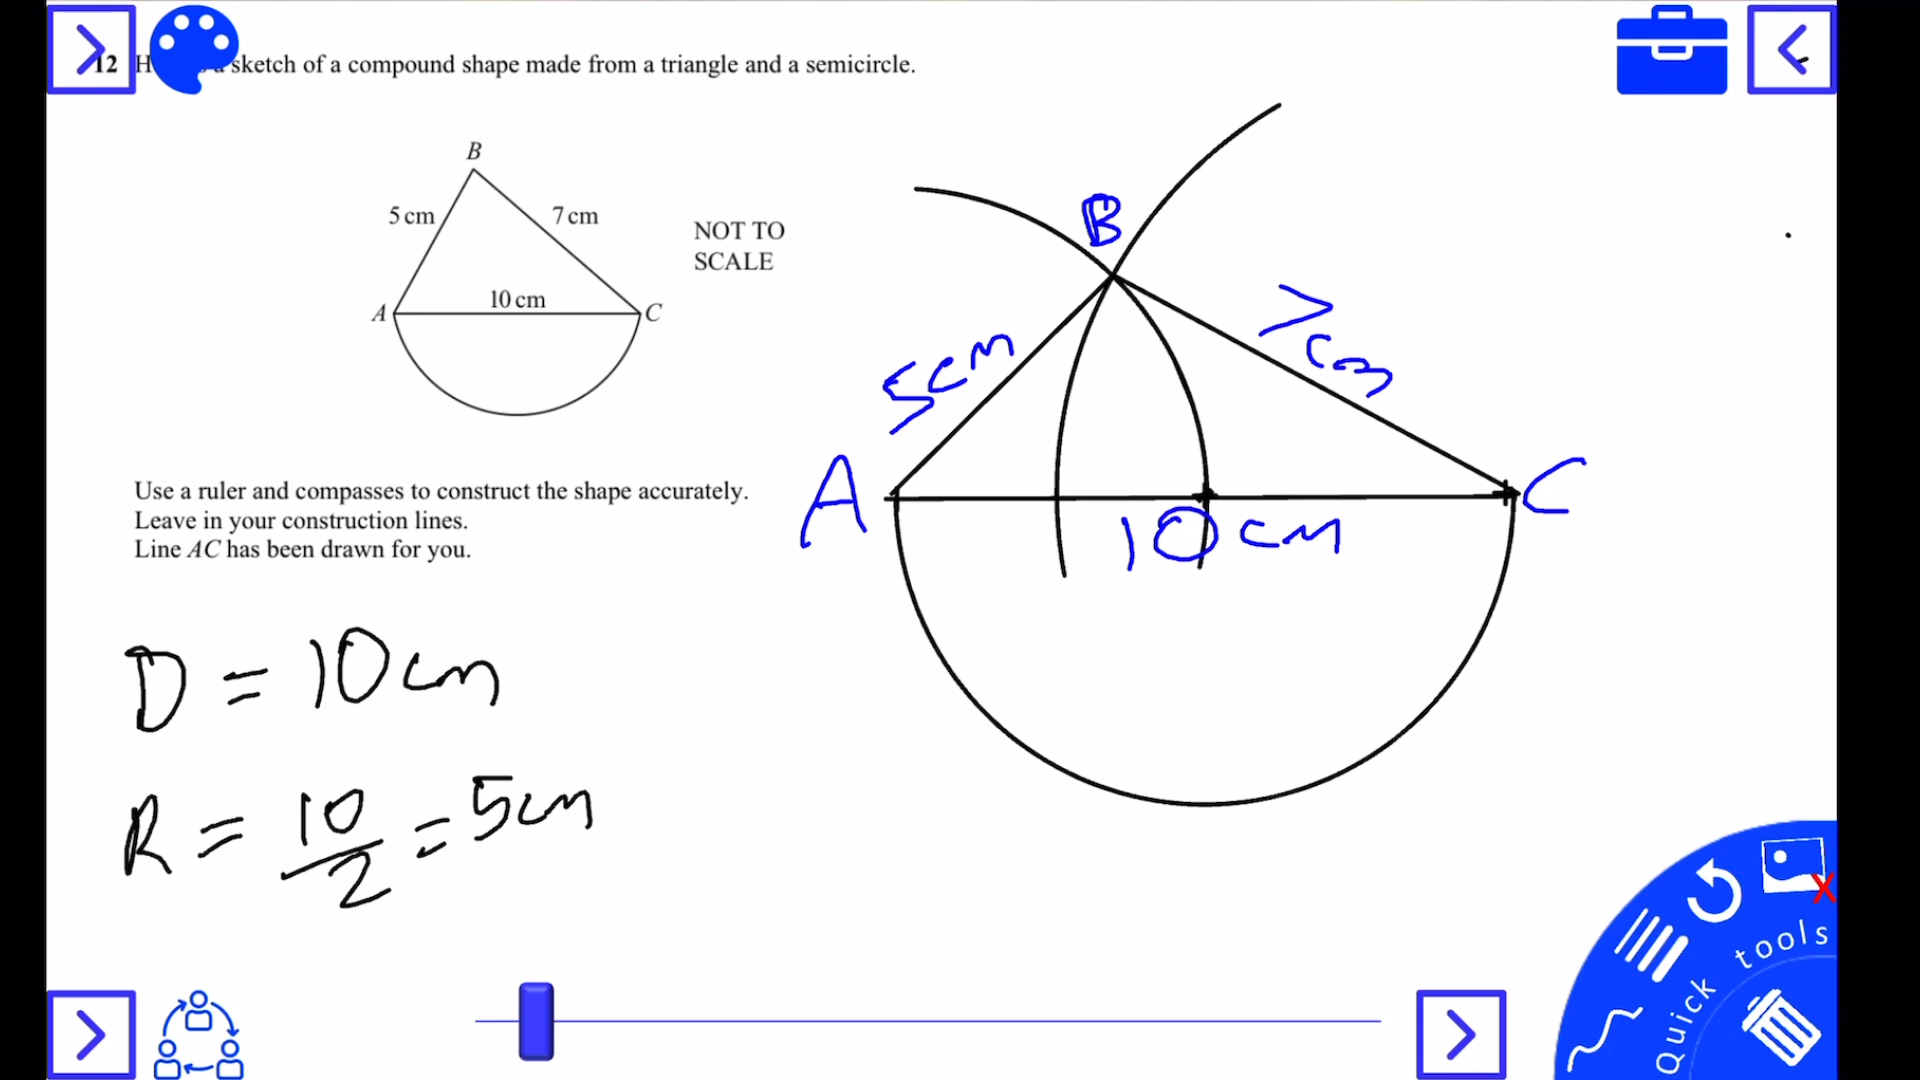 12 H sketch of a compound shape made from a triangle and a semicircle.
B
5 cm
7 cm
NOT TO
SCALE
10 cm
A
C
Use a ruler and compasses to construct the shape accurately.
Leave in your construction lines.
Line AC has been drawn for you.
D = 10cm
R = 10/2 = 5cm
B
5cm
7cm
A
C
10cm
Quick tools